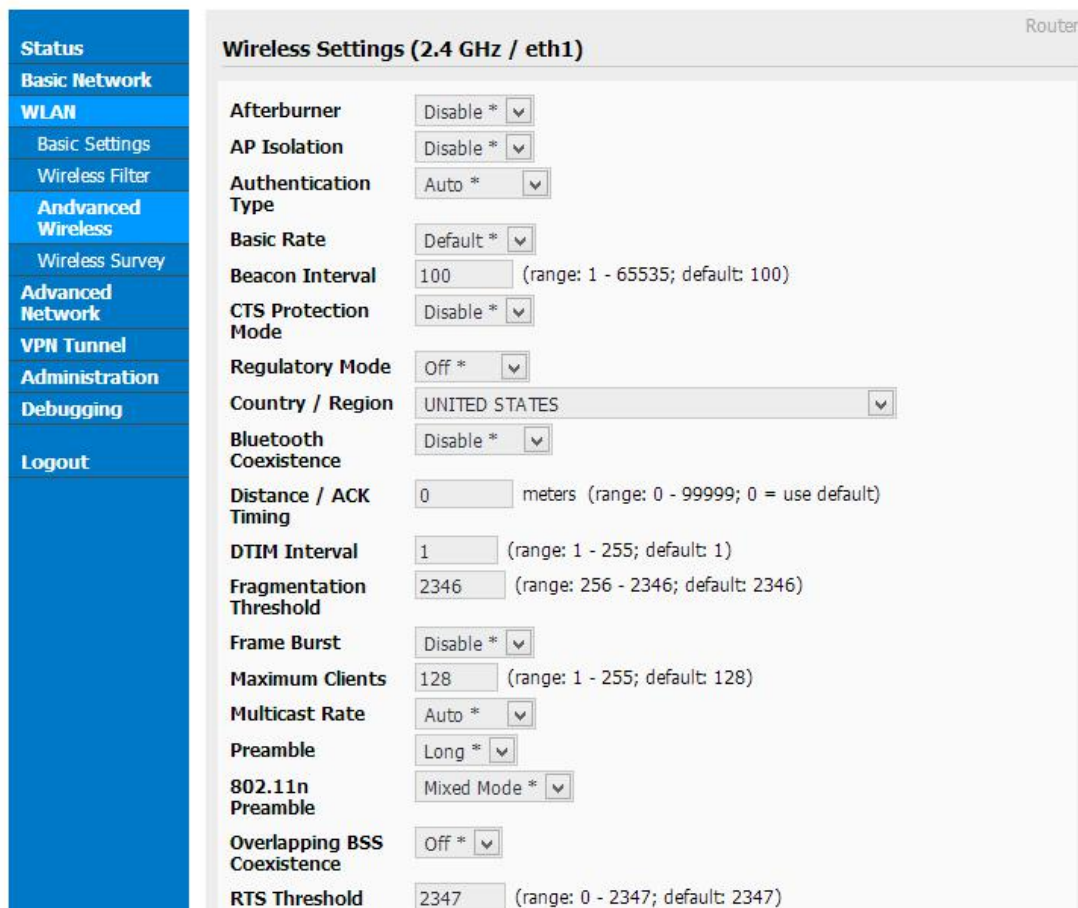 Router
Status
Basic Network
WLAN
Basic Settings
Wireless Filter
Andvanced
Wireless
Wireless Survey
Advanced
Network
VPN Tunnel
Administration
Debugging
Logout
Wireless Settings (2.4 GHz / eth1)
Afterburner Disable *
AP Isolation Disable *
Authentication Auto *
Type
Basic Rate Default *
Beacon Interval 100 (range: 1 - 65535; default: 100)
CTS Protection Disable *
Mode
Regulatory Mode Off *
Country / Region UNITED STATES
Bluetooth Disable *
Coexistence
Distance / ACK 0 meters (range: 0 - 99999; 0 = use default)
Timing
DTIM Interval 1 (range: 1 - 255; default: 1)
Fragmentation 2346 (range: 256 - 2346; default: 2346)
Threshold
Frame Burst Disable *
Maximum Clients 128 (range: 1 - 255; default: 128)
Multicast Rate Auto *
Preamble Long *
802.11n Mixed Mode *
Preamble
Overlapping BSS Off *
Coexistence
RTS Threshold 2347 (range: 0 - 2347; default: 2347)